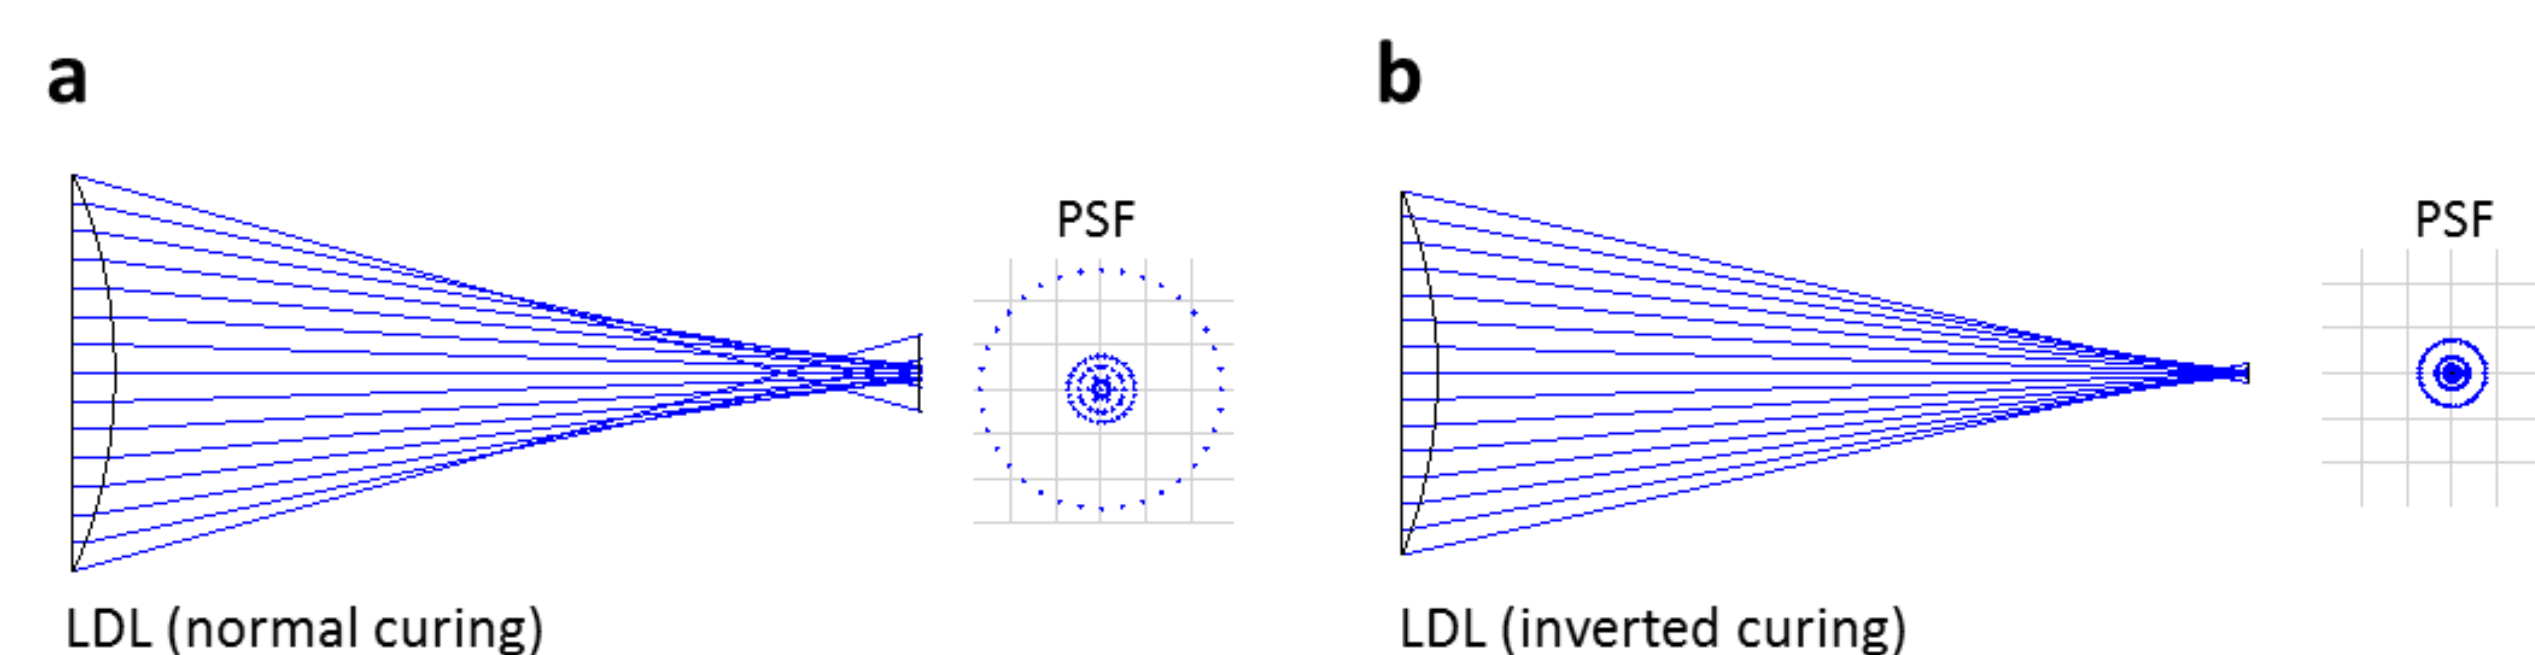 a
b
PSF
PSF
LDL (normal curing)
LDL (inverted curing)